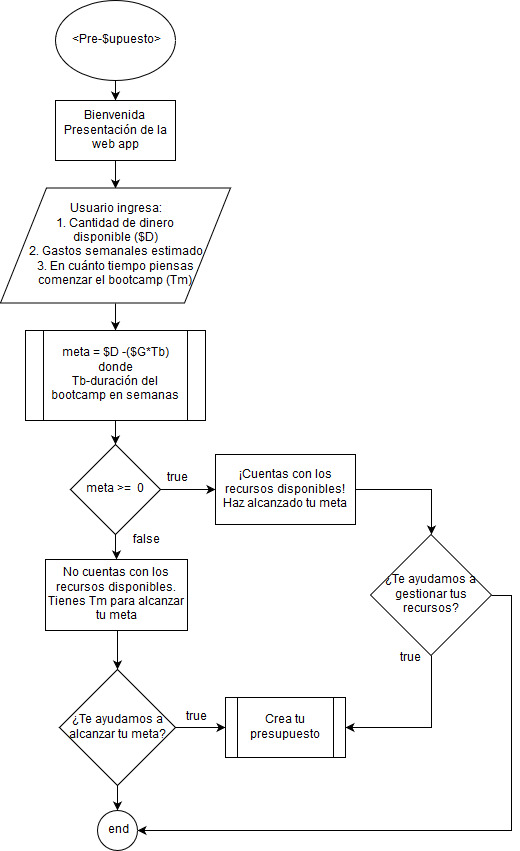 <Pre-$upuesto>
Bienvenida
Presentación de la
web app
Usuario ingresa:
1. Cantidad de dinero
disponible ($D)
2. Gastos semanales estimado
3. En cuánto tiempo piensas
comenzar el bootcamp (Tm)
meta = $D -($G*Tb)
donde
Tb-duración del
bootcamp en semanas
meta >= 0
true
¡Cuentas con los
recursos disponibles!
Haz alcanzado tu meta
false
No cuentas con los
recursos disponibles.
Tienes Tm para alcanzar
tu meta
¿Te ayudamos a
gestionar tus
recursos?
true
¿Te ayudamos a
alcanzar tu meta?
true
Crea tu
presupuesto
end